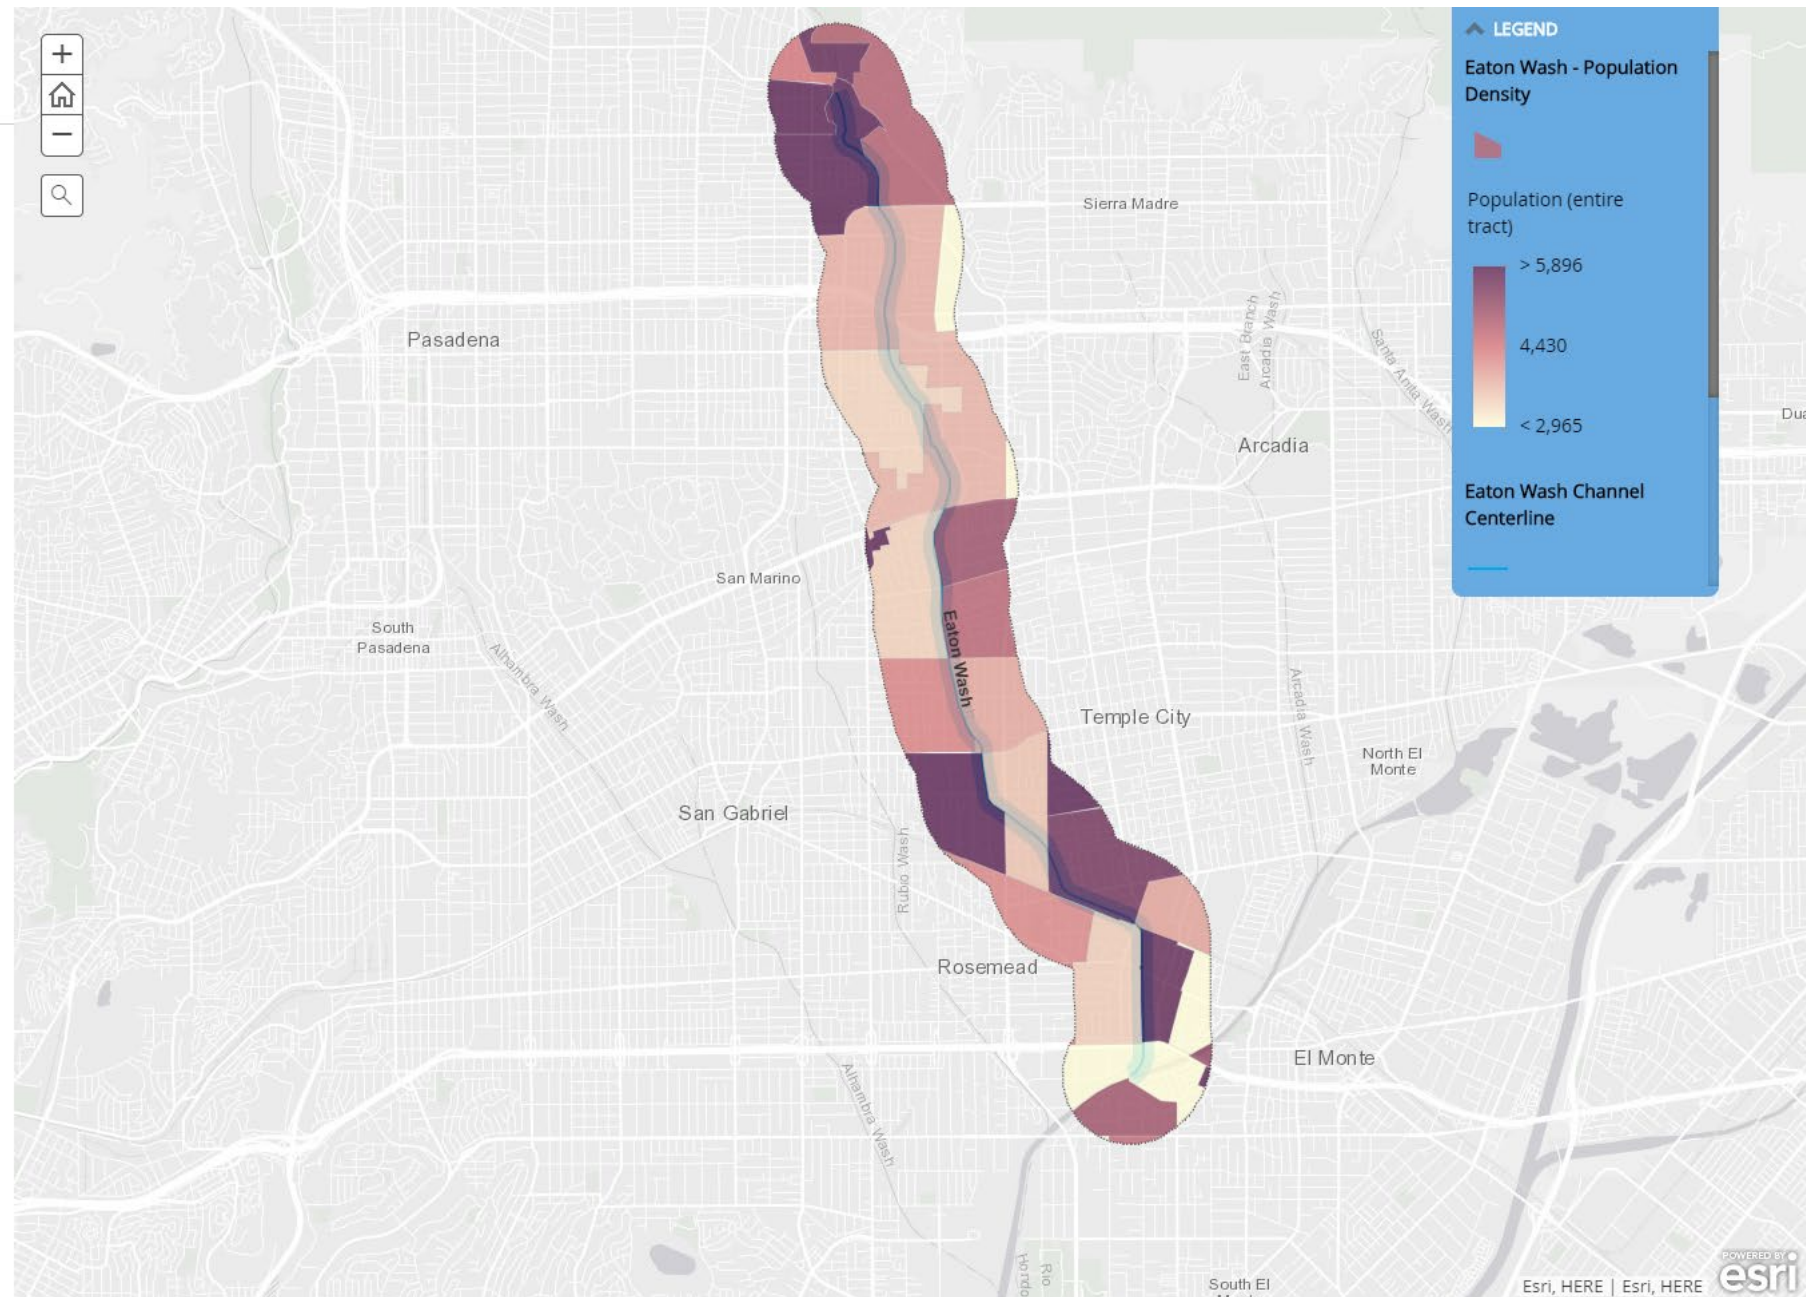 LEGEND
Eaton Wash - Population
Density
Population (entire
tract)
> 5,896
4,430
< 2,965
Eaton Wash Channel
Centerline
Sierra Madre
Pasadena
East Branch
Arcadia Wash
Santa Anita Wash
Arcadia
San Marino
South
Pasadena
Alhambra Wash
Eaton Wash
Arcadia Wash
Temple City
North El
Monte
San Gabriel
Rubio Wash
Rosemead
El Monte
Alhambra Wash
Rio
Hondo
South El
Esri, HERE | Esri, HERE
POWERED BY
esri